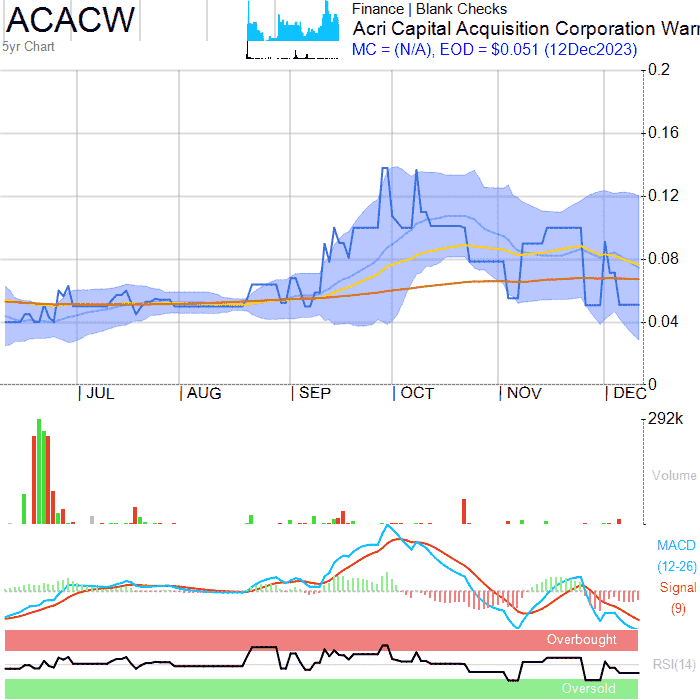 ACACW
5yr Chart
Finance | Blank Checks
Acri Capital Acquisition Corporation Warr
MC = (N/A), EOD = $0.051 (12Dec2023)
0.2
0.16
0.12
0.08
0.04
0
| JUL | AUG | SEP | OCT | NOV | DEC
292k
Volume
MACD
(12-26)
Signal
(9)
Overbought
RSI(14)
Oversold